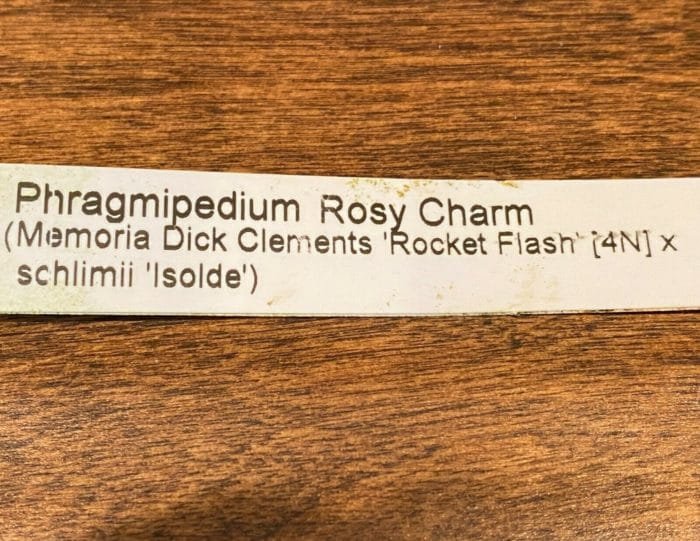 Phragmipedium Rosy Charm
(Memoria Dick Clements 'Rocket Flash' [4N] x
schlimii 'Isolde')